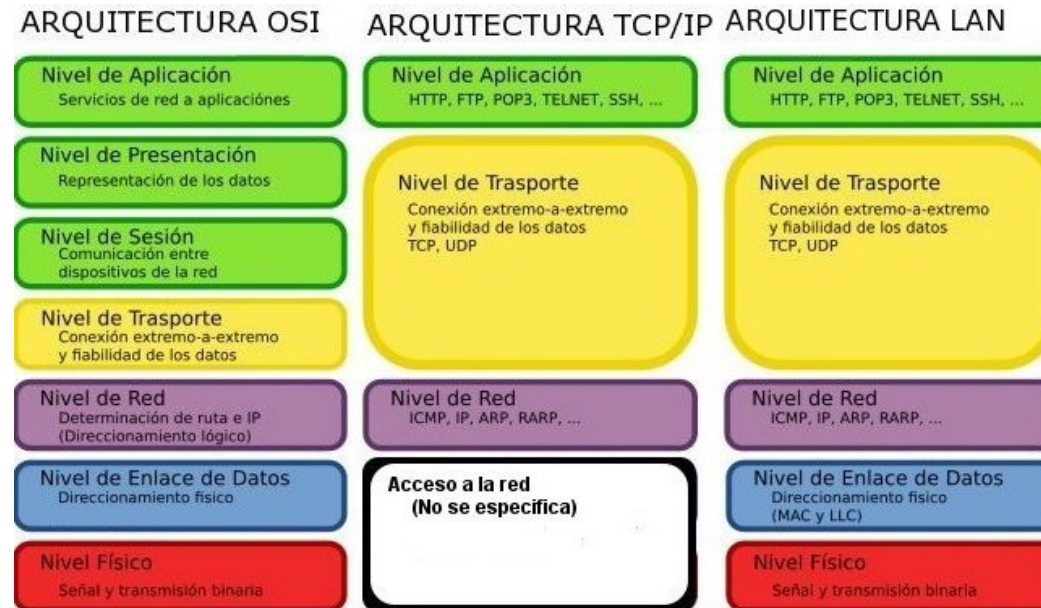 ARQUITECTURA OSI
Nivel de Aplicación
Servicios de red a aplicaciónes
Nivel de Presentación
Representación de los datos
Nivel de Sesión
Comunicación entre
dispositivos de la red
Nivel de Trasporte
Conexión extremo-a-extremo
y fiabilidad de los datos
Nivel de Red
Determinación de ruta e IP
(Direccionamiento lógico)
Nivel de Enlace de Datos
Direccionamiento físico
Nivel Físico
Señal y transmisión binaria
ARQUITECTURA TCP/IP
Nivel de Aplicación
HTTP, FTP, POP3, TELNET, SSH, ...
Nivel de Trasporte
Conexión extremo-a-extremo
y fiabilidad de los datos
TCP, UDP
Nivel de Red
ICMP, IP, ARP, RARP, ...
Acceso a la red
(No se especifica)
ARQUITECTURA LAN
Nivel de Aplicación
HTTP, FTP, POP3, TELNET, SSH, ...
Nivel de Trasporte
Conexión extremo-a-extremo
y fiabilidad de los datos
TCP, UDP
Nivel de Red
ICMP, IP, ARP, RARP, ...
Nivel de Enlace de Datos
Direccionamiento físico
(MAC y LLC)
Nivel Físico
Señal y transmisión binaria